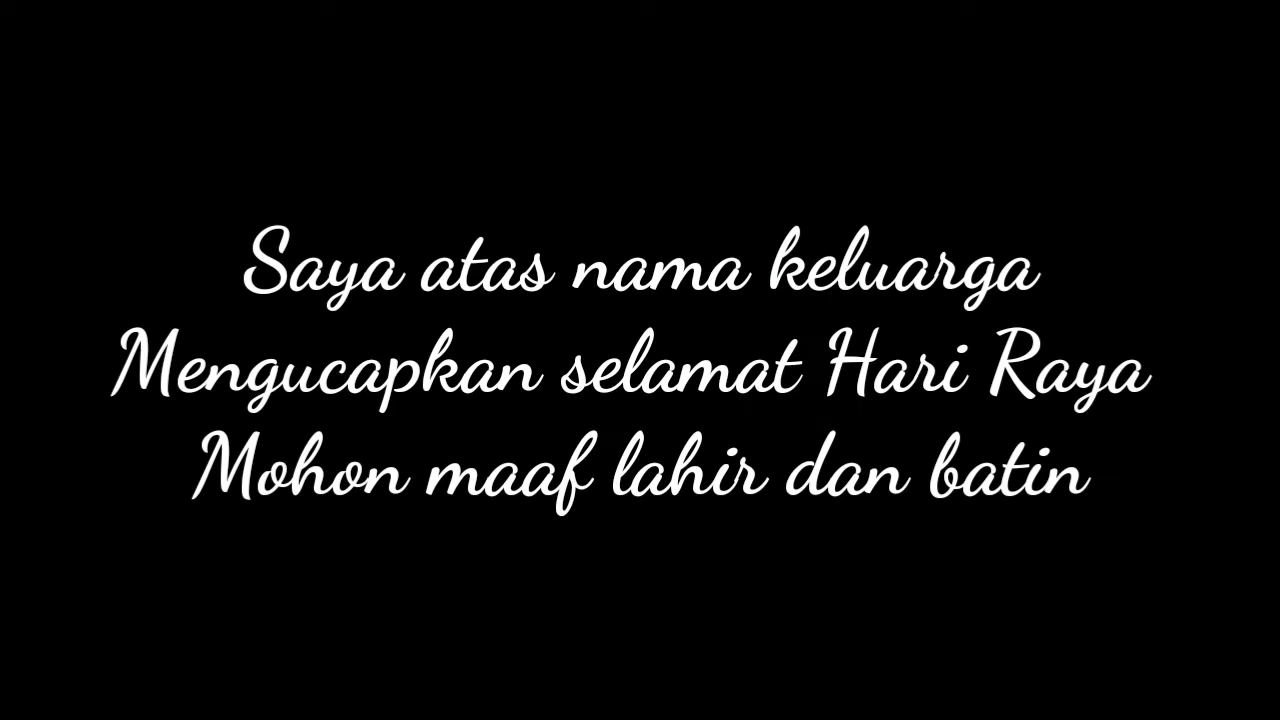 Saya atas nama keluarga
Mengucapkan selamat Hari Raya
Mohon maaf lahir dan batin